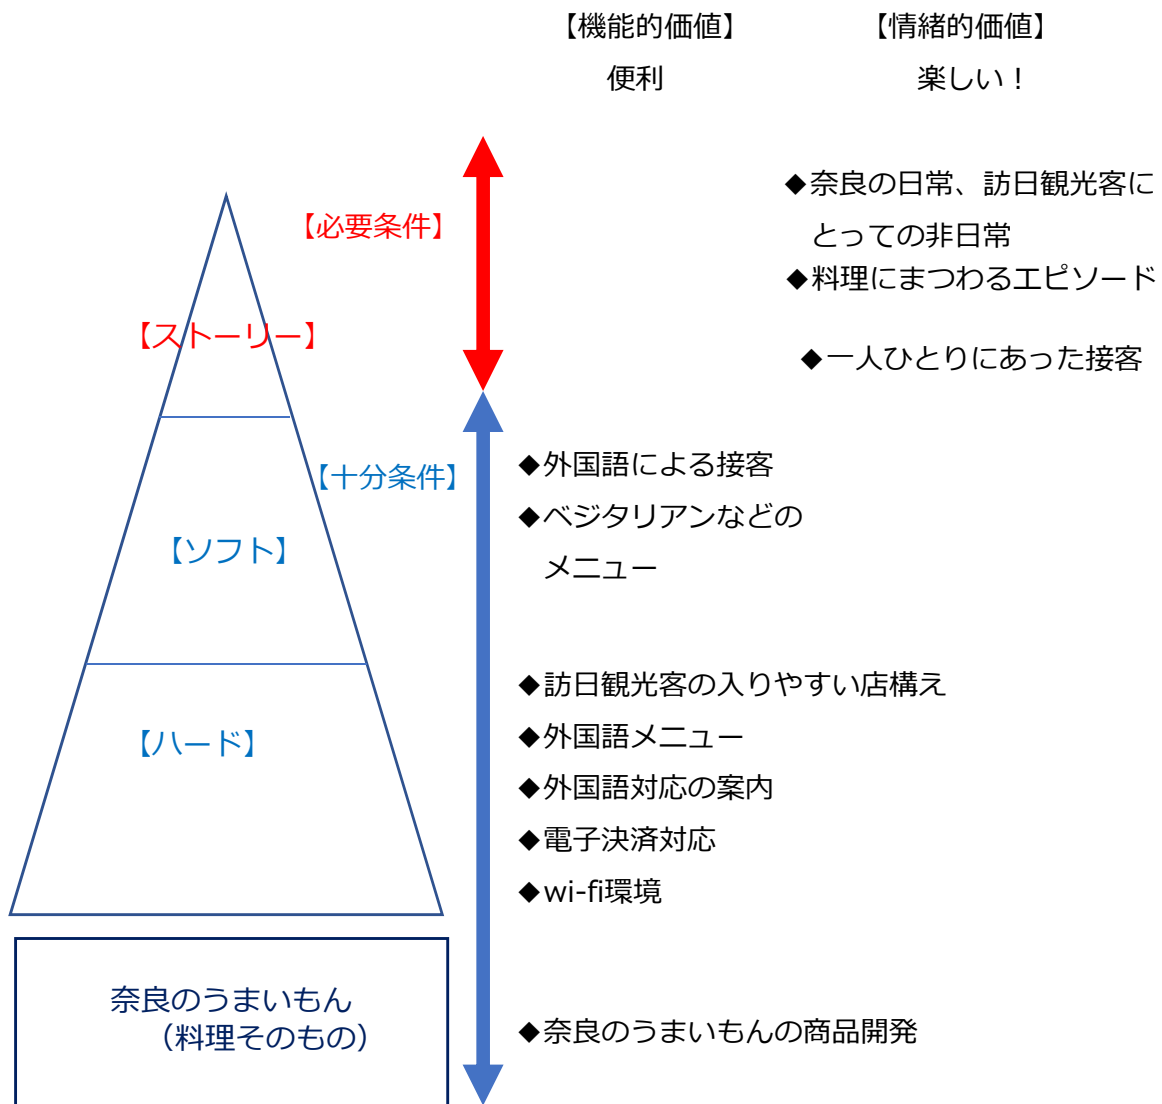 【機能的価値】 【情緒的価値】
便利 楽しい！
◆奈良の日常、訪日観光客に
とっての非日常
【必要条件】
◆料理にまつわるエピソード
【ストーリー】
◆一人ひとりにあった接客
【十分条件】
◆外国語による接客
◆ベジタリアンなどの
メニュー
【ソフト】
◆訪日観光客の入りやすい店構え
◆外国語メニュー
【ハード】
◆外国語対応の案内
◆電子決済対応
◆wi-fi環境
奈良のうまいもん
（料理そのもの）
◆奈良のうまいもんの商品開発